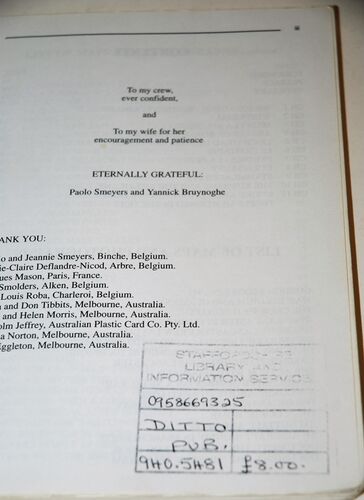 iii
To my crew,
ever confident,
and
To my wife for her
encouragement and patience
ETERNALLY GRATEFUL:
Paolo Smeyers and Yannick Bruynoghe
ANK YOU:
o and Jeannie Smeyers, Binche, Belgium.
ie-Claire Deflandre-Nicod, Arbre, Belgium.
ues Mason, Paris, France.
Smolders, Alken, Belgium.
Louis Roba, Charleroi, Belgium.
and Don Tibbits, Melbourne, Australia.
and Helen Morris, Melbourne, Australia.
olm Jeffrey, Australian Plastic Card Co. Pty. Ltd.
a Norton, Melbourne, Australia.
Eggleton, Melbourne, Australia.
LIBRARY AND
INFORMATION SERVICE
0958669325
DITTO
PUB.
940.5481 £8.00.